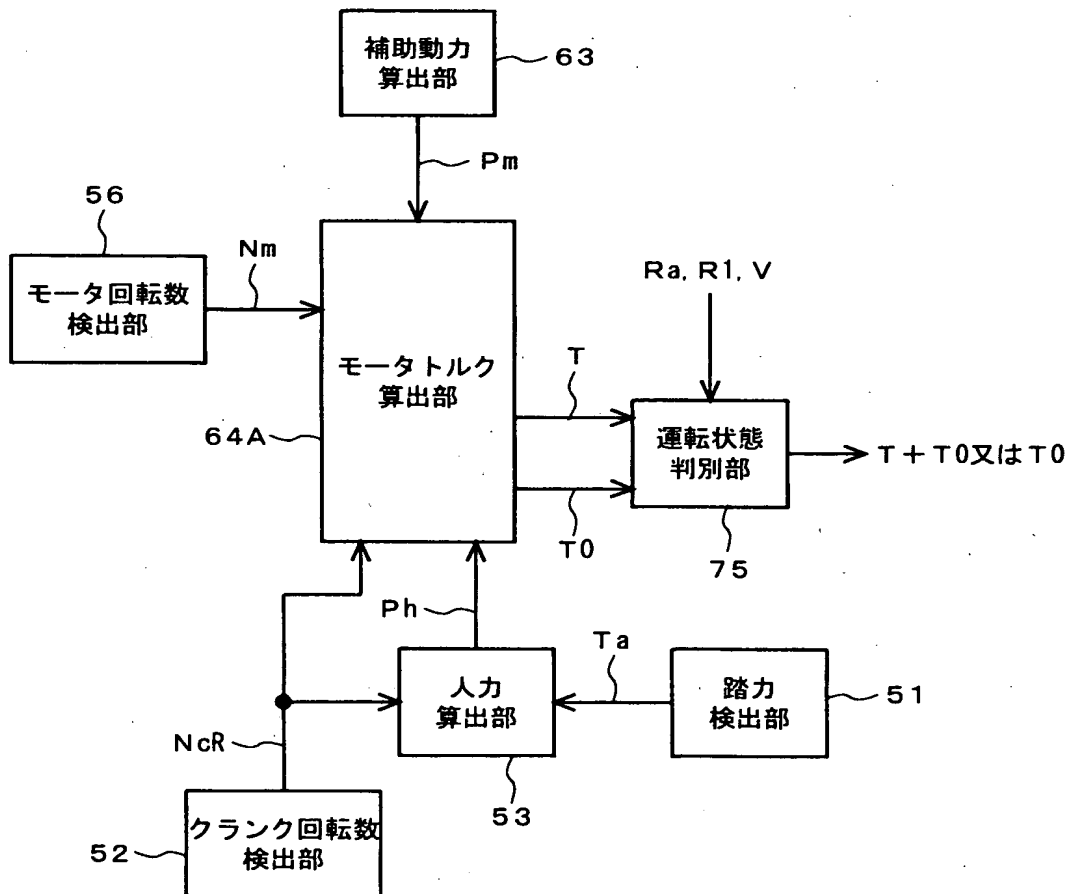 補助動力
算出部
63
Pm
56
Nm
モータ回転数
検出部
Ra, R1, V
モータトルク
算出部
T
64A
運転状態
判別部
T+T0又はT0
T0
75
Ph
Ta
人力
算出部
踏力
検出部
51
NcR
53
クランク回転数
検出部
52